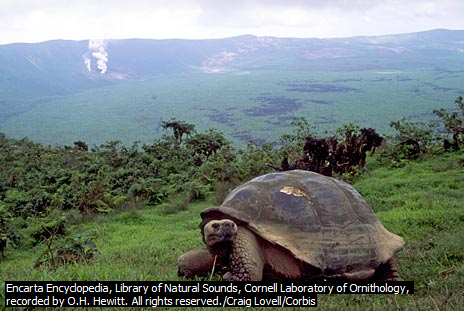 Encarta Encyclopedia, Library of Natural Sounds, Cornell Laboratory of Ornithology,
recorded by O.H. Hewitt. All rights reserved./Craig Lovell/Corbis